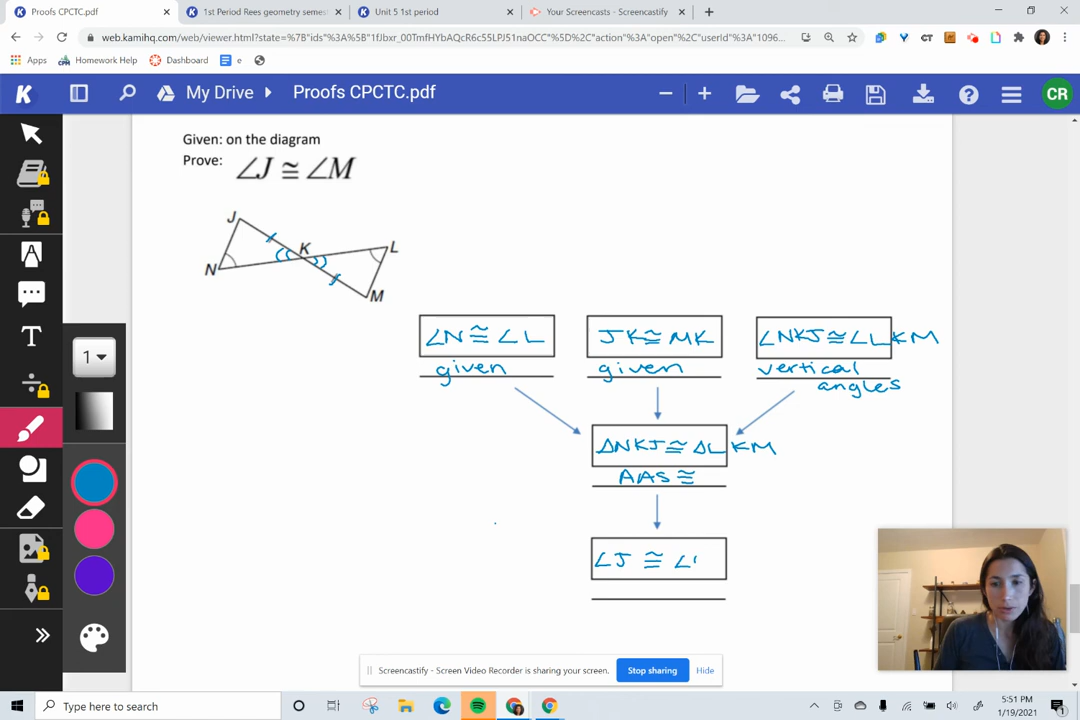 Proofs CPCTC.pdf
1st Period Rees geometry semes
Unit 5 1st period
Your Screencasts - Screencastify
web.kamihq.com/web/viewer.html?state=%7B"ids"%3A%5B"1fJbxr_00TmfHYbAQcR6c55LPJ51naOCC"%5D%2C"action"%3A"open"%2C"userId"%3A"1096...
Apps
Homework Help
Dashboard
e
My Drive
Proofs CPCTC.pdf
CR
Given: on the diagram
Prove: ∠J ≅ ∠M
J
K
L
N
M
∠N ≅ ∠L
JK ≅ MK
∠NKJ ≅ ∠LKM
given
given
vertical angles
ΔNKJ ≅ ΔLKM
AAS ≅
∠J ≅ ∠
1
Screencastify - Screen Video Recorder is sharing your screen.
Stop sharing
Hide
Type here to search
5:51 PM
1/19/2021